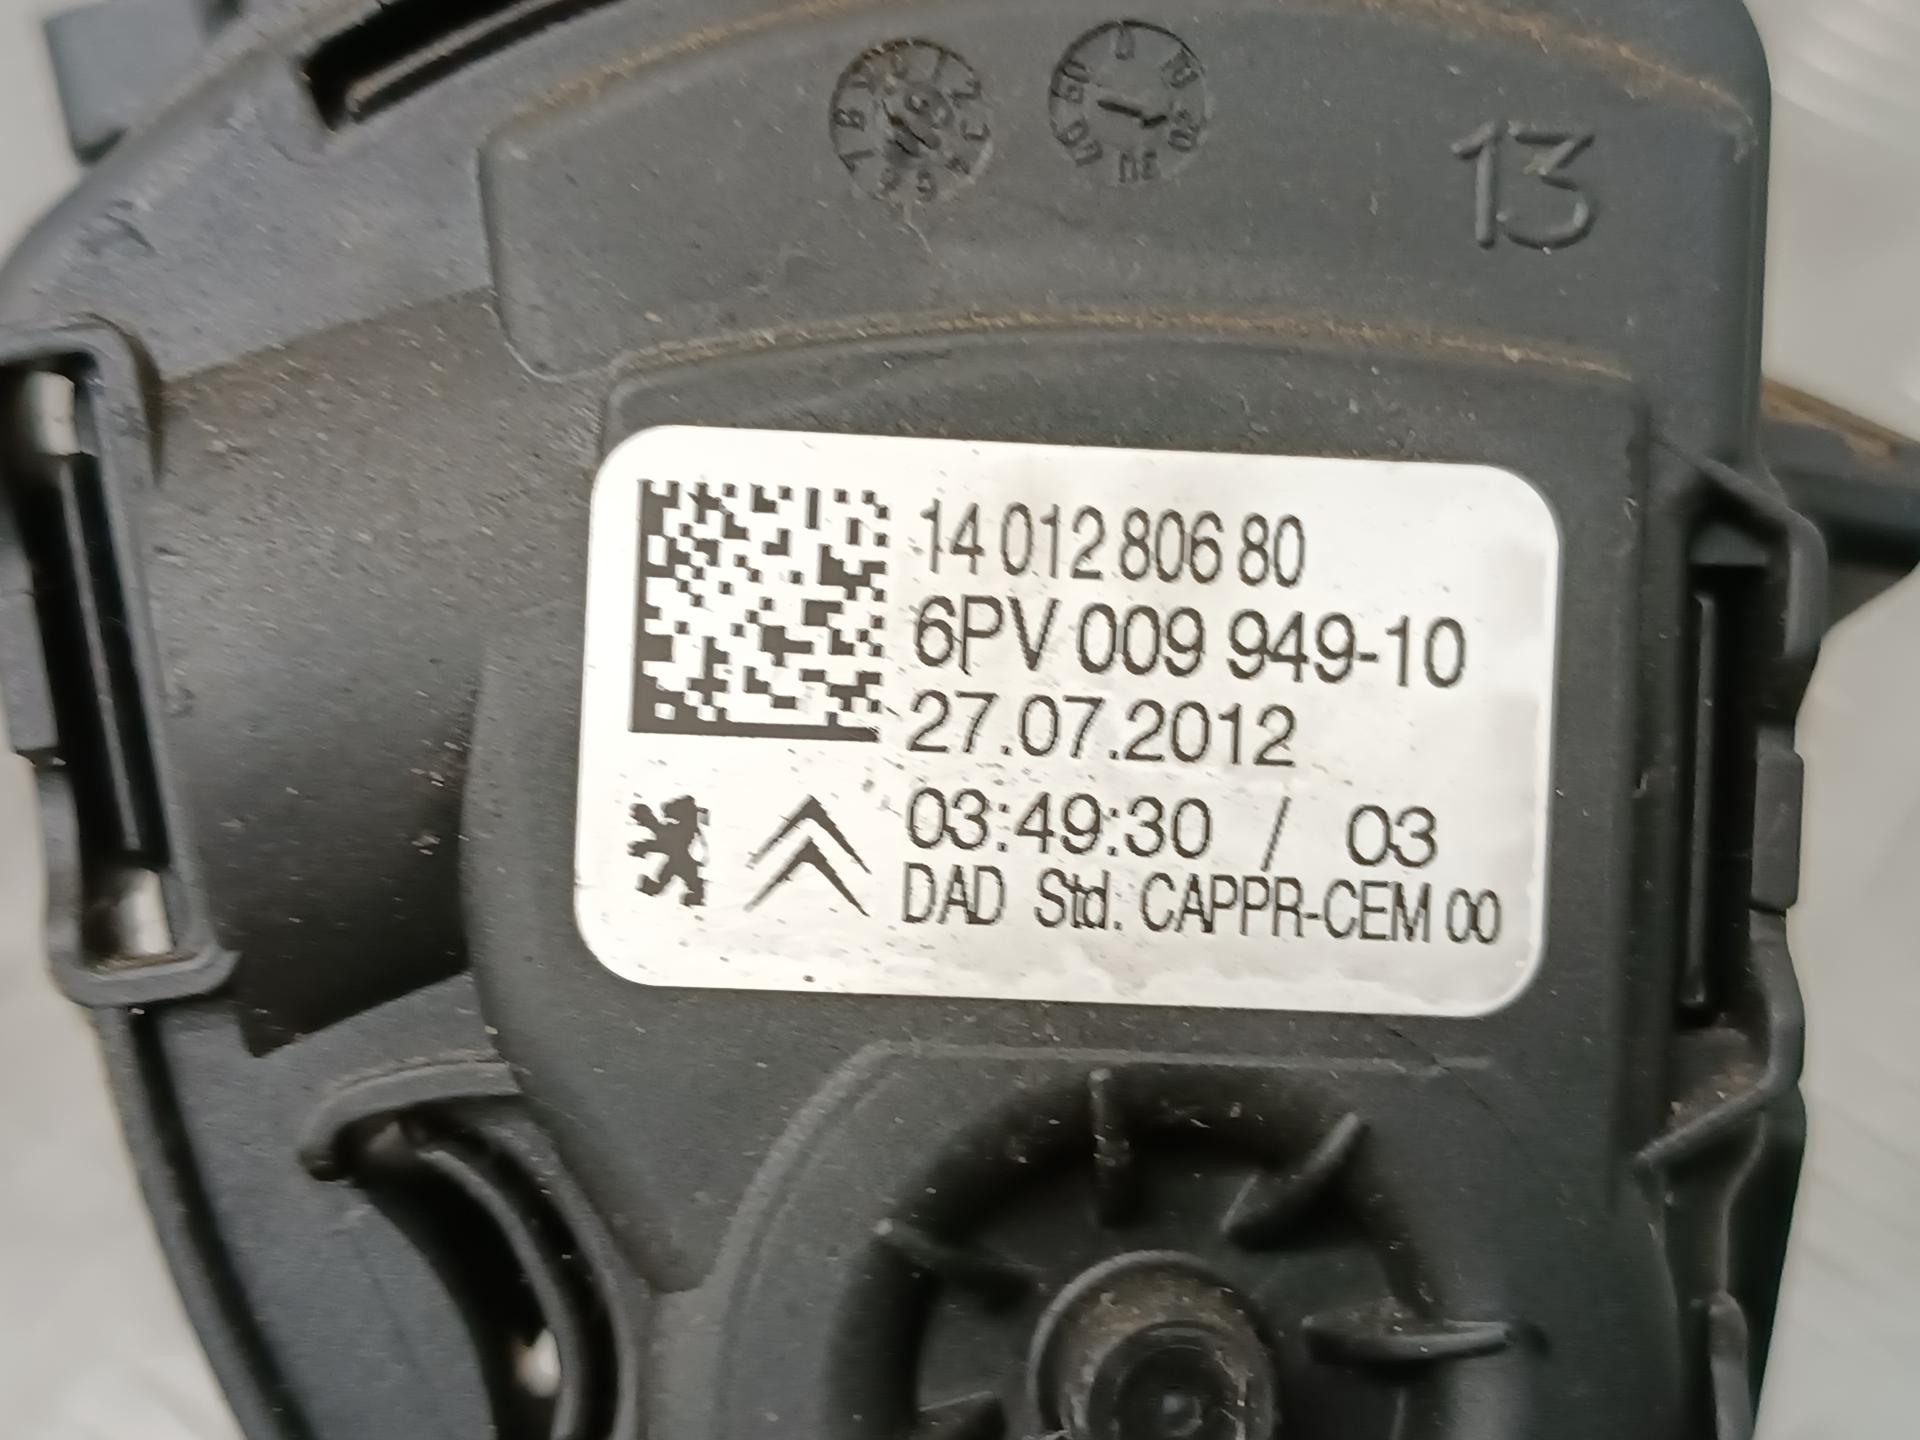 13
14 012 806 80
6PV 009 949-10
27.07.2012
03:49:30 / 03
DAD Std. CAPPR-CEM 00